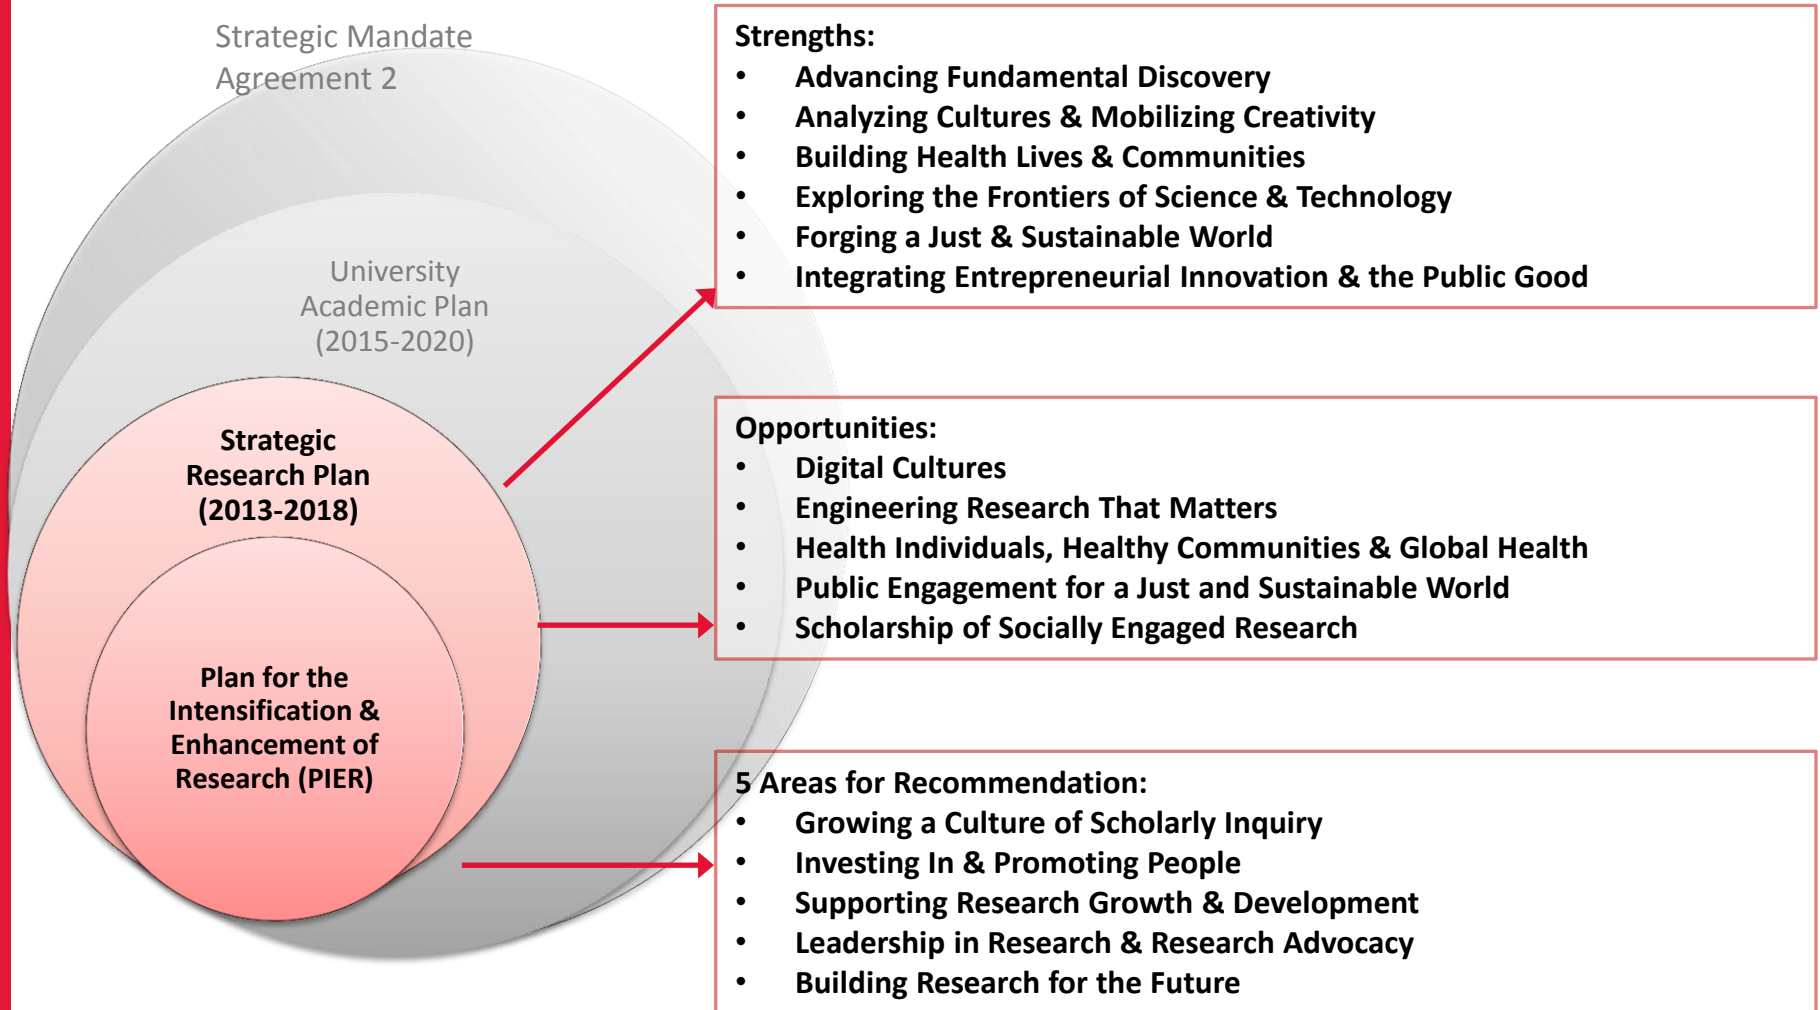 Strategic Mandate
Agreement 2
University
Academic Plan
(2015-2020)
Strategic
Research Plan
(2013-2018)
Plan for the
Intensification &
Enhancement of
Research (PIER)
Strengths:
• Advancing Fundamental Discovery
• Analyzing Cultures & Mobilizing Creativity
• Building Health Lives & Communities
• Exploring the Frontiers of Science & Technology
• Forging a Just & Sustainable World
• Integrating Entrepreneurial Innovation & the Public Good
Opportunities:
• Digital Cultures
• Engineering Research That Matters
• Health Individuals, Healthy Communities & Global Health
• Public Engagement for a Just and Sustainable World
• Scholarship of Socially Engaged Research
5 Areas for Recommendation:
• Growing a Culture of Scholarly Inquiry
• Investing In & Promoting People
• Supporting Research Growth & Development
• Leadership in Research & Research Advocacy
• Building Research for the Future